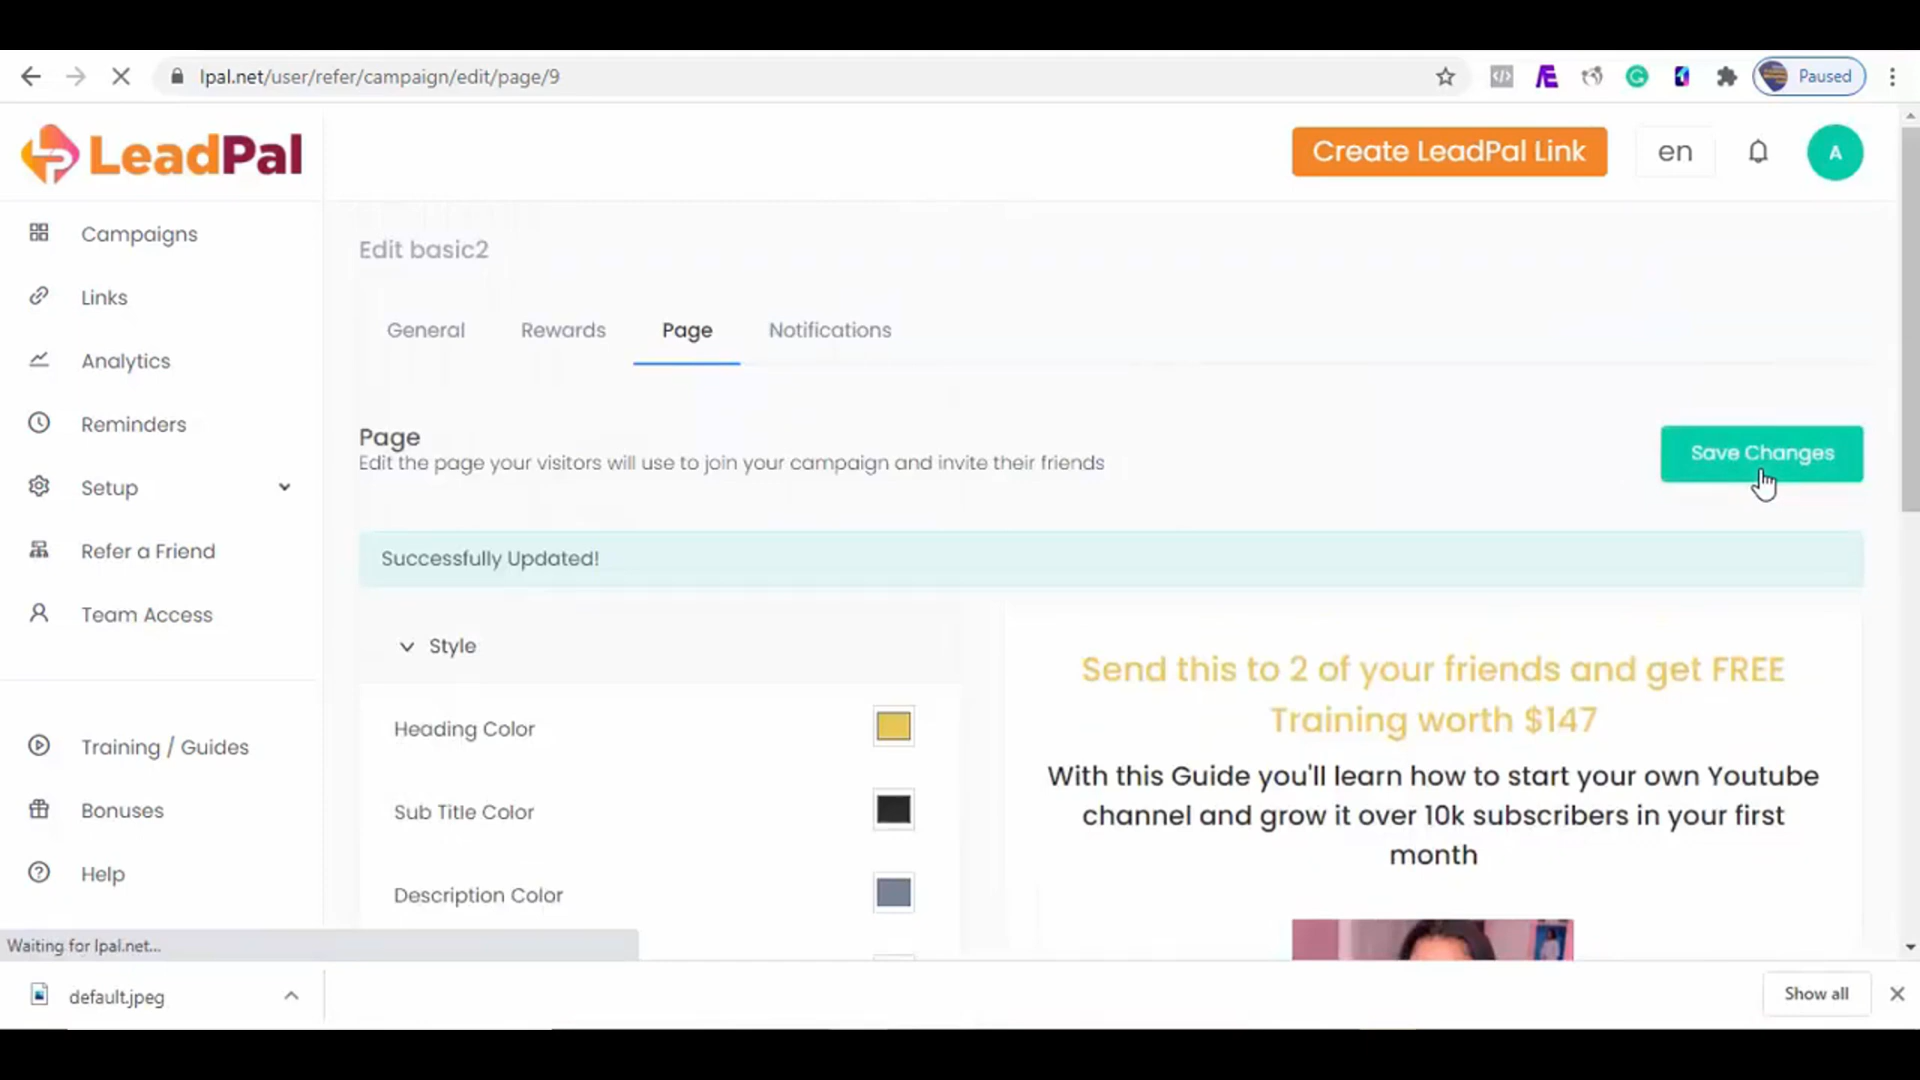 lpal.net/user/refer/campaign/edit/page/9
Paused
LeadPal
Create LeadPal Link
en
A
Campaigns
Links
Analytics
Reminders
Setup
Refer a Friend
Team Access
Training / Guides
Bonuses
Help
Edit basic2
General
Rewards
Page
Notifications
Page
Edit the page your visitors will use to join your campaign and invite their friends
Save Changes
Successfully Updated!
Style
Heading Color
Sub Title Color
Description Color
Send this to 2 of your friends and get FREE
Training worth $147
With this Guide you'll learn how to start your own Youtube
channel and grow it over 10k subscribers in your first
month
Waiting for lpal.net...
default.jpeg
Show all